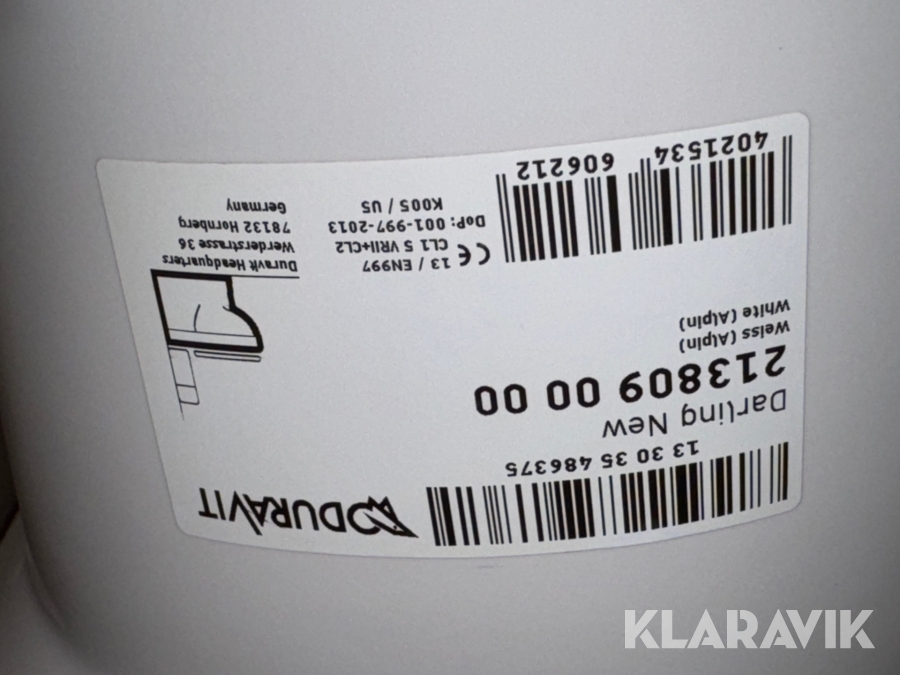 DURAVIT
13 30 35 486375
Darling New
213809 00 00
Weiss (Alpin)
White (Alpin)
13 / EN997
CL1 5 VRII+CL2
DoP: 001-997-2013
K005 / US
CE
Duravit Headquarters
Werderstrasse 36
78132 Hornberg
Germany
4021534 606212
KLARAVIK